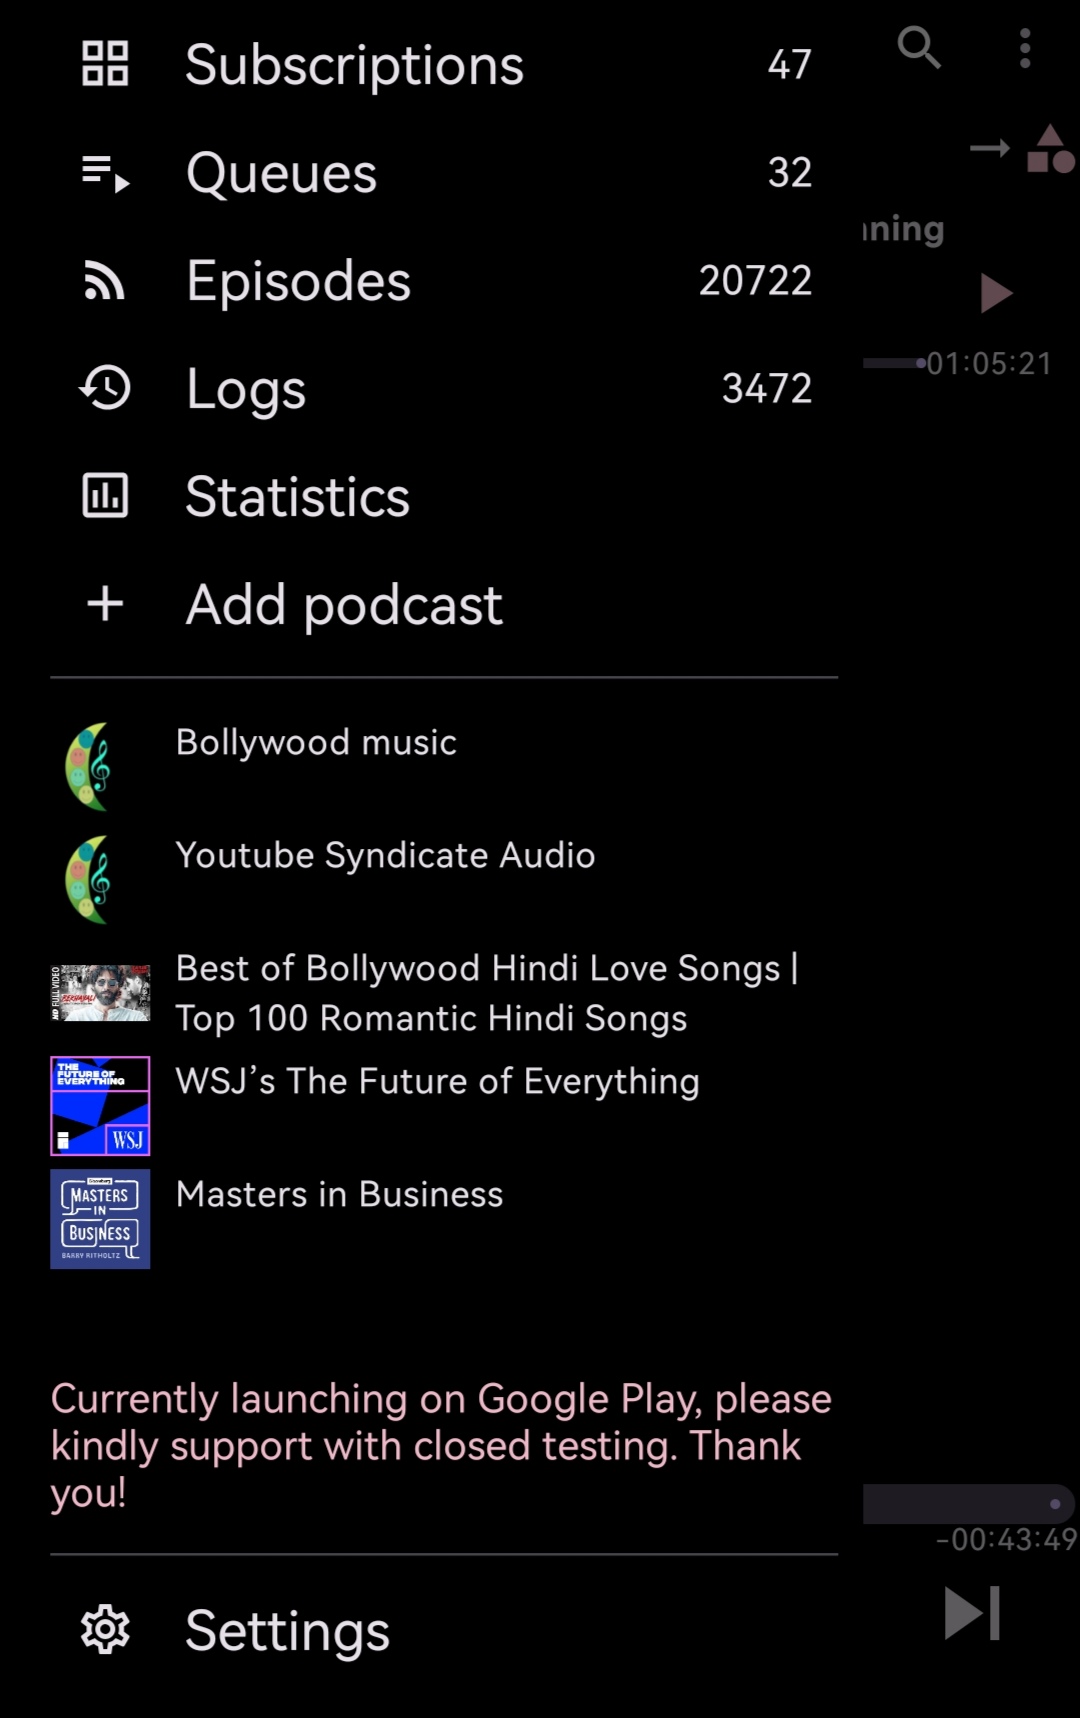 Subscriptions 47
Queues 32
Episodes 20722
Logs 3472
Statistics
Add podcast
Bollywood music
Youtube Syndicate Audio
Best of Bollywood Hindi Love Songs |
Top 100 Romantic Hindi Songs
THE
FUTURE OF
EVERYTHING
WSJ
WSJ’s The Future of Everything
MASTERS
IN
BUSINESS
BARRY RITHOLTZ
Masters in Business
Currently launching on Google Play, please
kindly support with closed testing. Thank
you!
Settings
01:05:21
-00:43:49